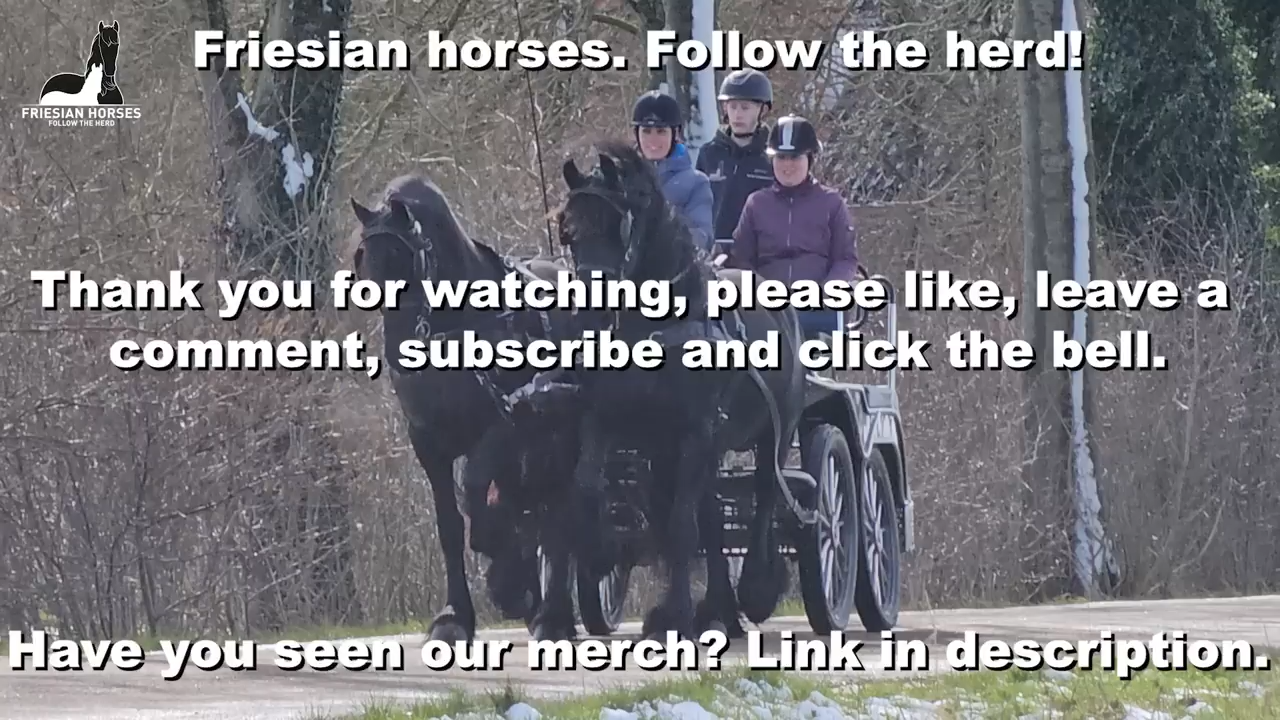 Friesian horses. Follow the herd!
FRIESIAN HORSES
FOLLOW THE HERD
Thank you for watching, please like, leave a
comment, subscribe and click the bell.
Have you seen our merch? Link in description.